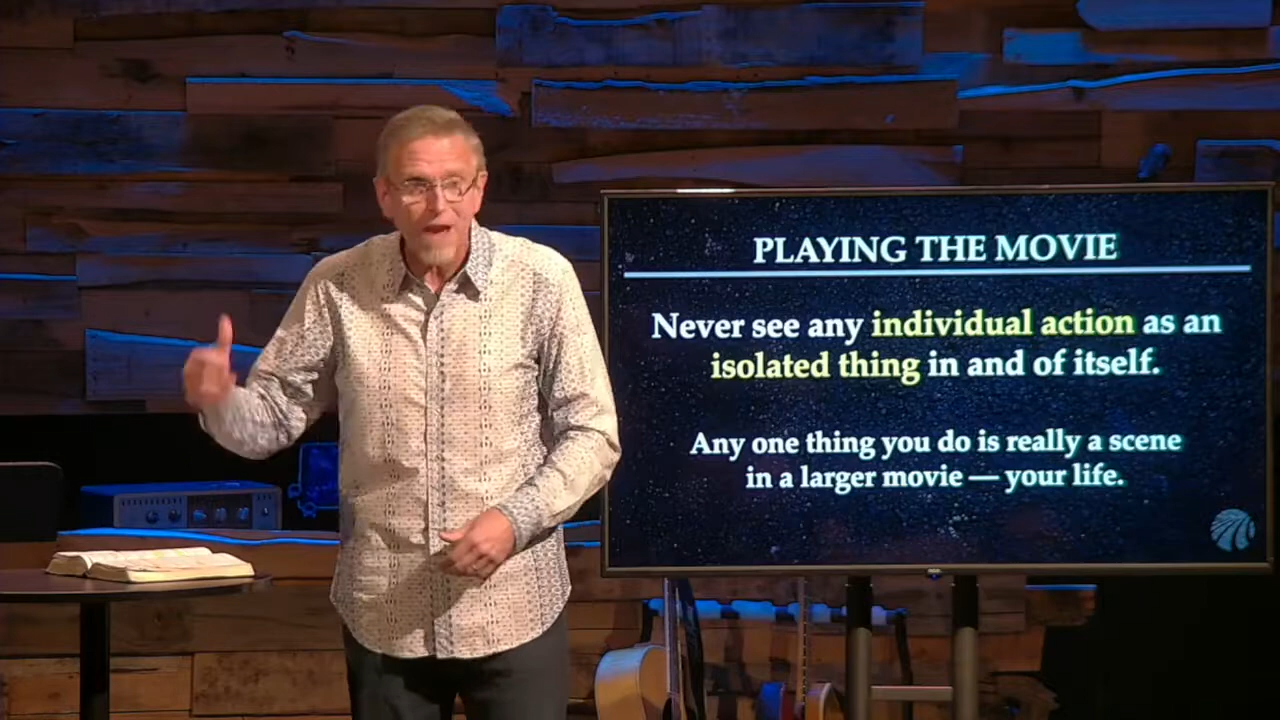 PLAYING THE MOVIE
Never see any individual action as an
isolated thing in and of itself.
Any one thing you do is really a scene
in a larger movie — your life.